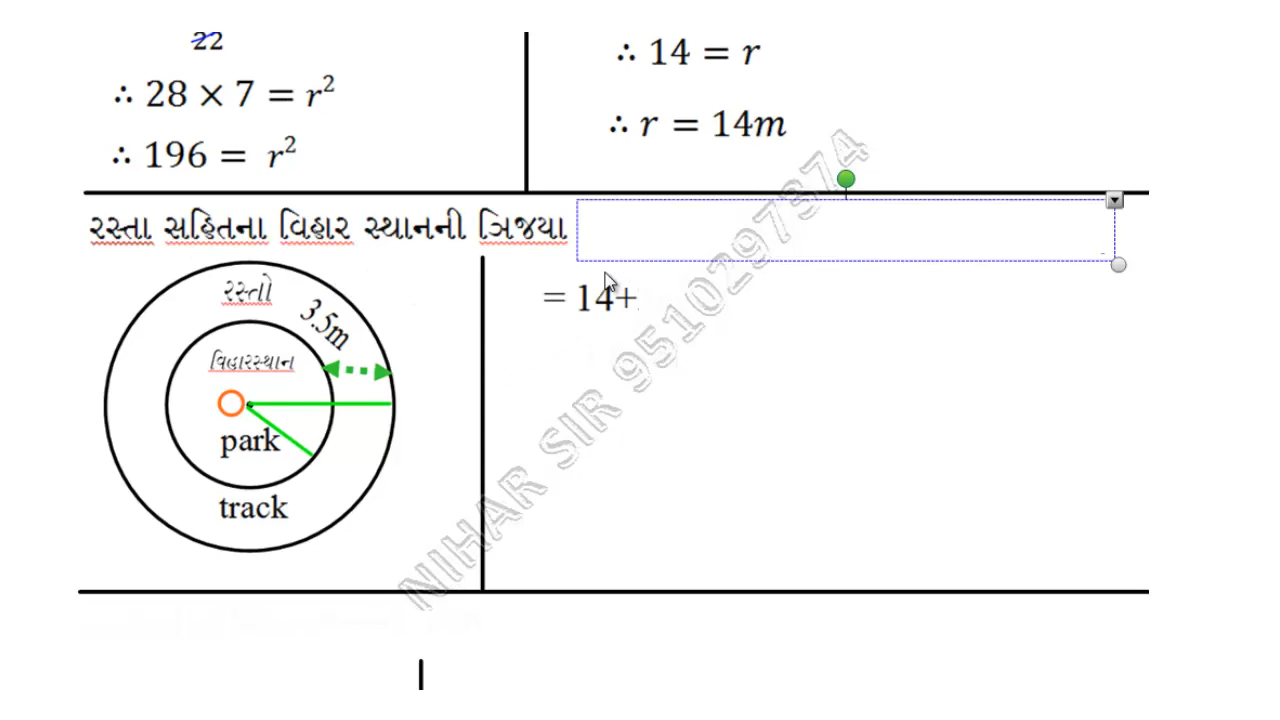 22
∴ 28 × 7 = r²
∴ 196 = r²
∴ 14 = r
∴ r = 14m
રસ્તા સહિતના વિહાર સ્થાનની ત્રિજયા
રસ્તો
3.5m
વિહારસ્થાન
park
track
= 14+
NIHAR SIR 9510297374